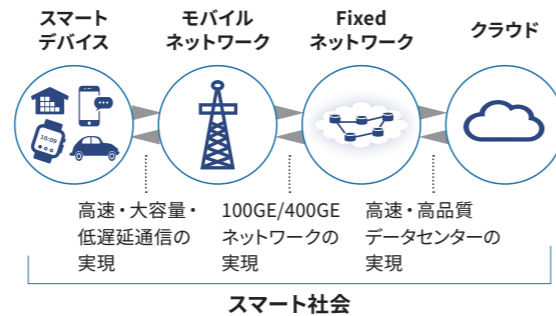 スマート
デバイス
モバイル
ネットワーク
Fixed
ネットワーク
クラウド
10:00
高速・大容量・
低遅延通信の
実現
100GE/400GE
ネットワークの
実現
高速・高品質
データセンターの
実現
スマート社会